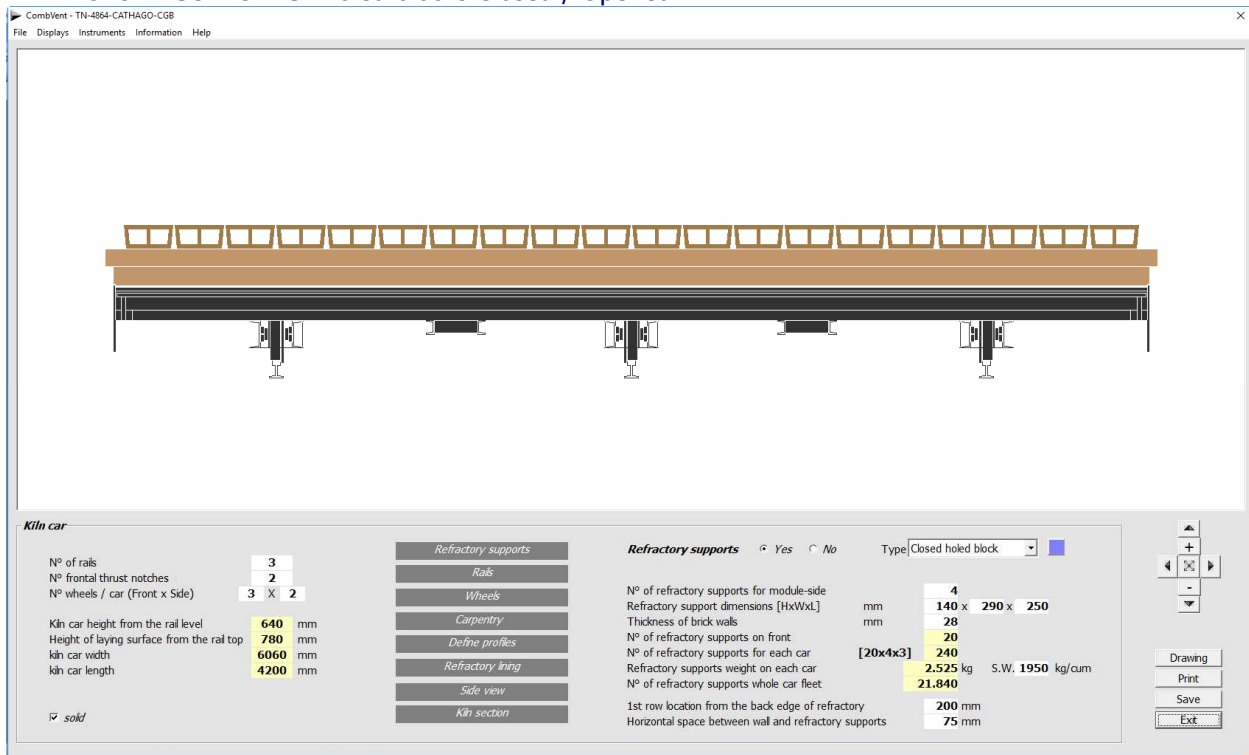 CombVent - TN-4864-CATHAGO-CGB
File Displays Instruments Information Help
Kiln car
Nº of rails 3
Nº frontal thrust notches 2
Nº wheels / car (Front x Side) 3 X 2
Kiln car height from the rail level 640 mm
Height of laying surface from the rail top 780 mm
kiln car width 6060 mm
kiln car length 4200 mm
solid
Refractory supports
Rails
Wheels
Carpentry
Define profiles
Refractory lining
Side view
Kiln section
Refractory supports Yes No Type Closed holed block
Nº of refractory supports for module-side 4
Refractory support dimensions [HxWxL] mm 140 x 290 x 250
Thickness of brick walls mm 28
Nº of refractory supports on front 20
Nº of refractory supports for each car [20x4x3] 240
Refractory supports weight on each car 2.525 kg S.W. 1950 kg/cum
Nº of refractory supports whole car fleet 21.840
1st row location from the back edge of refractory 200 mm
Horizontal space between wall and refractory supports 75 mm
+
-
Drawing
Print
Save
Exit